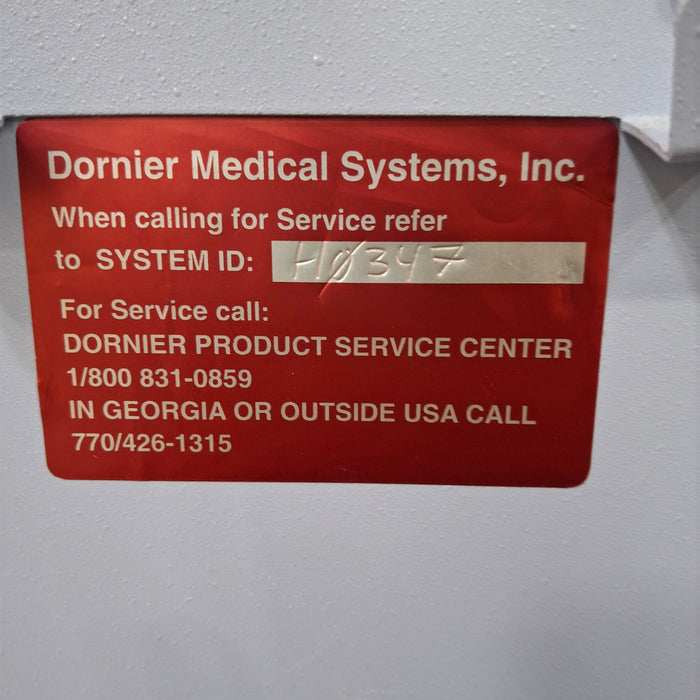 Dornier Medical Systems, Inc.
When calling for Service refer
to SYSTEM ID: HØ347
For Service call:
DORNIER PRODUCT SERVICE CENTER
1/800 831-0859
IN GEORGIA OR OUTSIDE USA CALL
770/426-1315